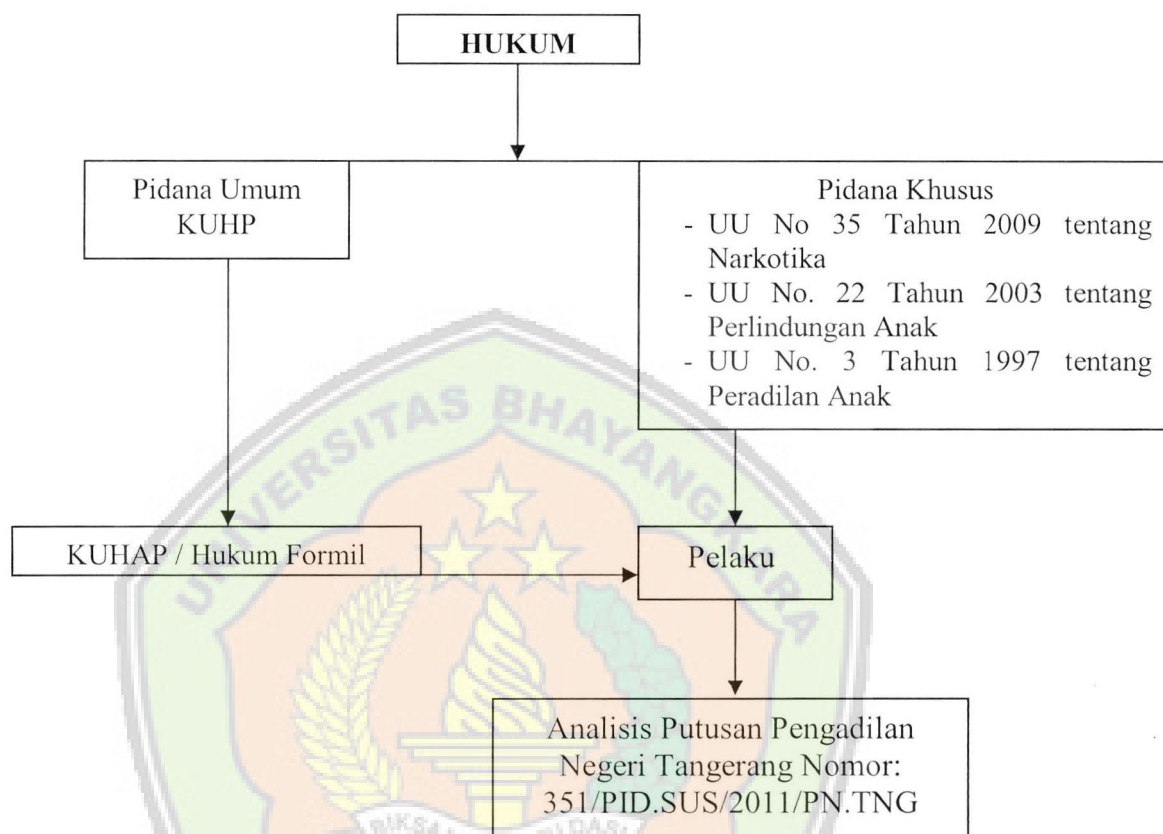 HUKUM
Pidana Umum
KUHP
Pidana Khusus
- UU No 35 Tahun 2009 tentang
Narkotika
- UU No. 22 Tahun 2003 tentang
Perlindungan Anak
- UU No. 3 Tahun 1997 tentang
Peradilan Anak
UNIVERSITAS BHAYANGKARA
KUHAP / Hukum Formil
Pelaku
Analisis Putusan Pengadilan
Negeri Tangerang Nomor:
351/PID.SUS/2011/PN.TNG